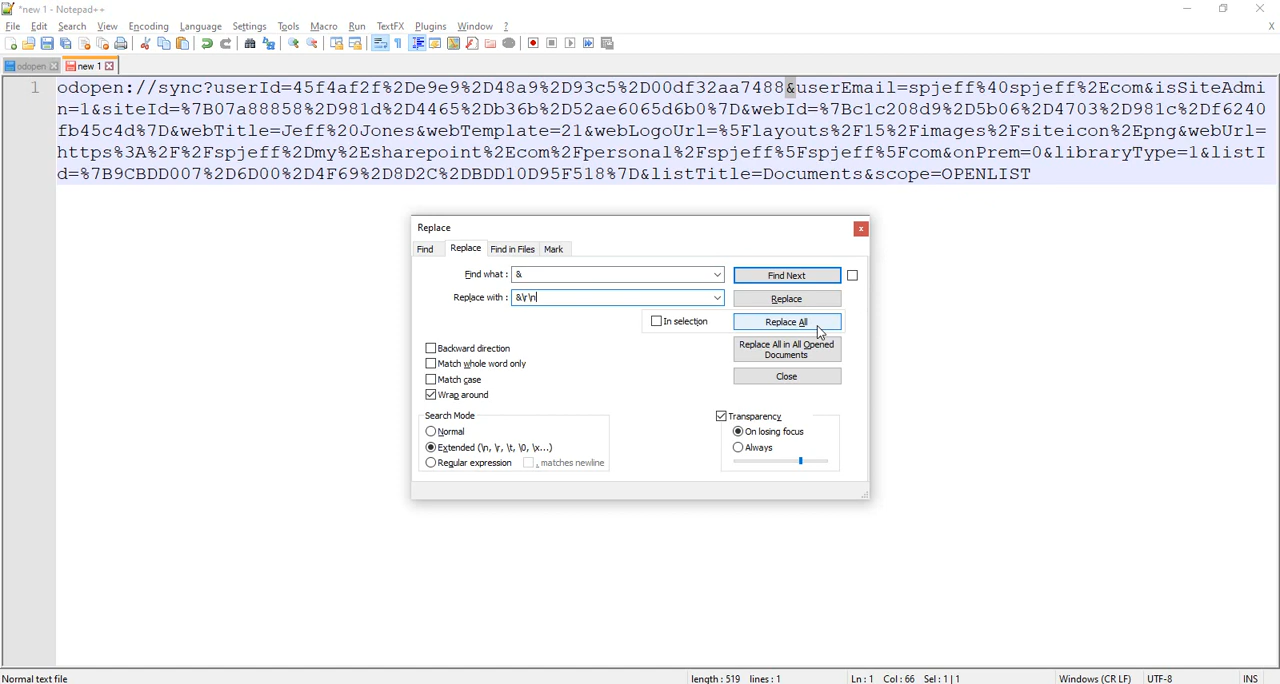 *new 1 - Notepad++
File Edit Search View Encoding Language Settings Tools Macro Run TextFX Plugins Window ?
X
odopen new 1
1 odopen://sync?userId=45f4af2f%2De9e9%2D48a9%2D93c5%2D00df32aa7488&userEmail=spjeff%40spjeff%2Ecom&isSiteAdmi
n=1&siteId=%7B07a88858%2D981d%2D4465%2Db36b%2D52ae6065d6b0%7D&webId=%7Bc1c208d9%2D5b06%2D4703%2D981c%2Df6240
fb45c4d%7D&webTitle=Jeff%20Jones&webTemplate=21&webLogoUrl=%5Flayouts%2F15%2Fimages%2Fsiteicon%2Epng&webUrl=
https%3A%2F%2Fspjeff%2Dmy%2Esharepoint%2Ecom%2Fpersonal%2Fspjeff%5Fspjeff%5Fcom&onPrem=0&libraryType=1&listI
d=%7B9CBDD007%2D6D00%2D4F69%2D8D2C%2DBDD10D95F518%7D&listTitle=Documents&scope=OPENLIST
Replace
x
Find Replace Find in Files Mark
Find what : & Find Next
Replace with : &\r\n Replace
In selection Replace All
Replace All in All Opened
Documents
Backward direction
Match whole word only
Close
Match case
Wrap around
Search Mode Transparency
Normal On losing focus
Extended (\n, \r, \t, \0, \x...) Always
Regular expression . matches newline
Normal text file length : 519 lines : 1 Ln : 1 Col : 66 Sel : 1 | 1 Windows (CR LF) UTF-8 INS